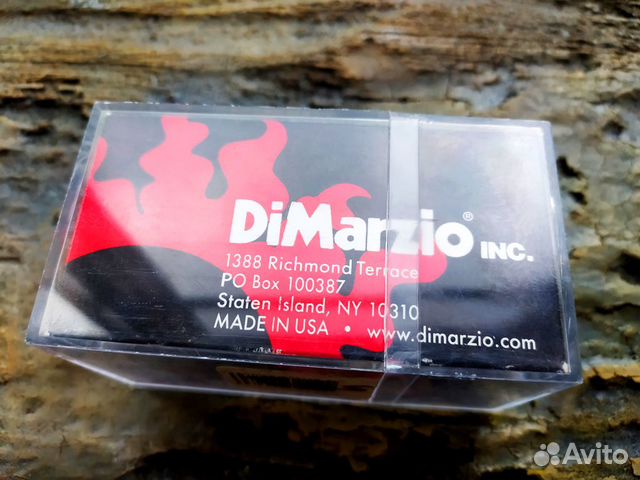 DiMarzio® INC.
1388 Richmond Terrace
PO Box 100387
Staten Island, NY 10310
MADE IN USA • www.dimarzio.com
Avito